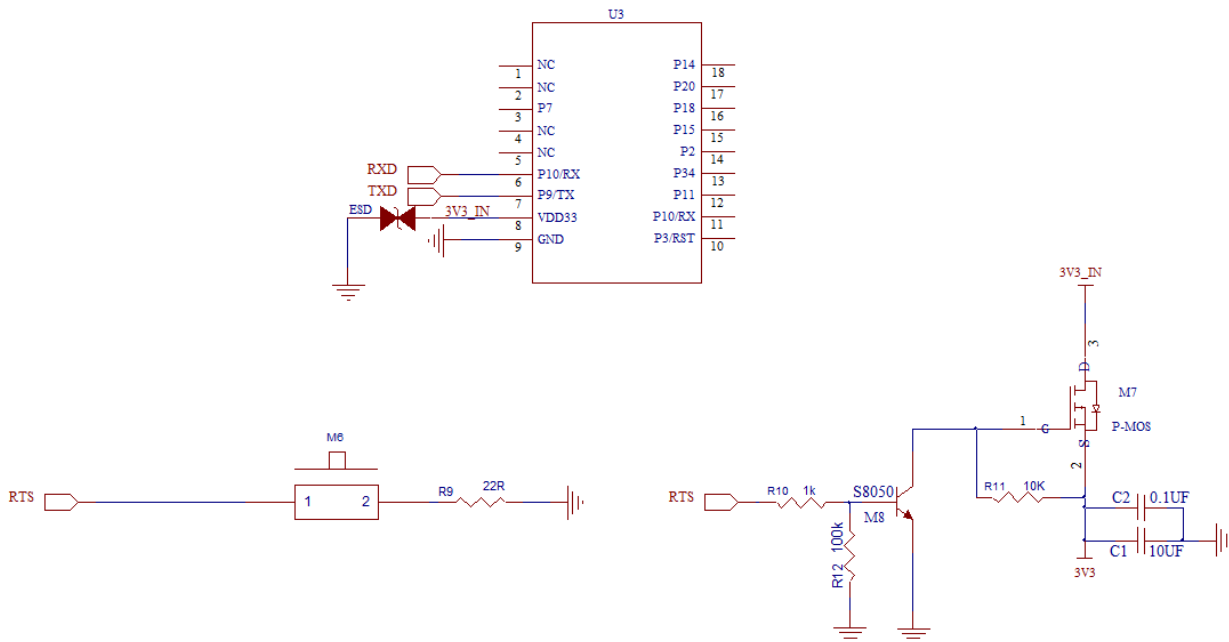 U3
NC 1
NC 2
P7 3
NC 4
NC 5
RXD P10/RX 6
TXD P9/TX 7
ESD 3V3_IN VDD33 8
GND 9
P14 18
P20 17
P18 16
P15 15
P2 14
P34 13
P11 12
P10/RX 11
P3/RST 10
RTS
M6
1 2
R9 22R
RTS
R10 1k
R12 100k
S8050
M8
3V3_IN
3
D
M7
P-MOS
1 G
S
2
R11 10K
C2 0.1UF
C1 10UF
3V3